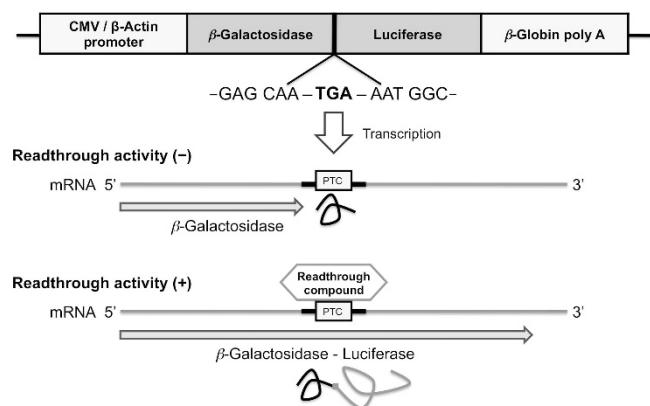 CMV / β-Actin promoter
β-Galactosidase
Luciferase
β-Globin poly A
–GAG CAA – TGA – AAT GGC–
Transcription
Readthrough activity (−)
mRNA 5' PTC 3'
β-Galactosidase
Readthrough activity (+)
Readthrough
compound
mRNA 5' PTC 3'
β-Galactosidase - Luciferase